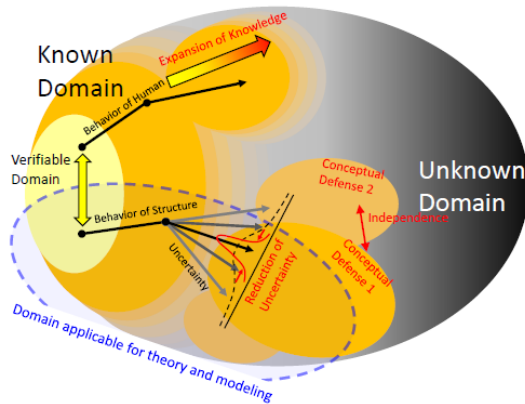 Known
Domain
Expansion of Knowledge
Behavior of Human
Verifiable
Domain
Behavior of Structure
Uncertainty
Reduction of
Uncertainty
Conceptual
Defense 2
Independence
Conceptual
Defense 1
Unknown
Domain
Domain applicable for theory and modeling